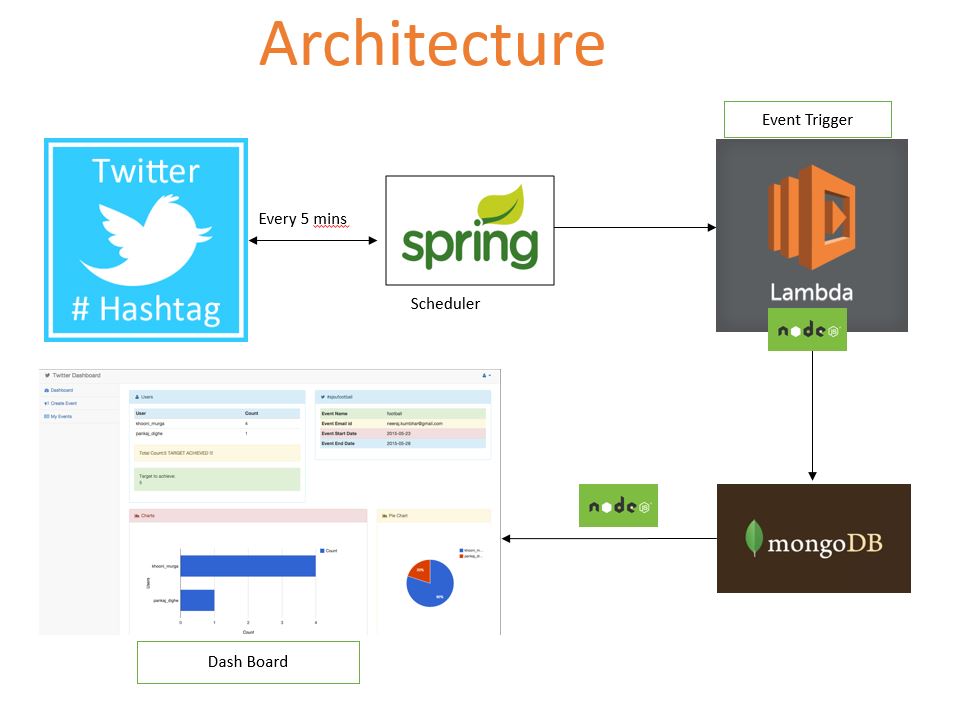 Architecture
Event Trigger
Twitter
# Hashtag
Every 5 mins
spring
Scheduler
Lambda
node JS
Twitter Dashboard
Dashboard
Create Event
My Events
Users
User Count
khooni_murga 4
pankaj_dighe 1
Total Count:5 TARGET ACHIEVED !!!
Target to achieve:
5
#sjsufootball
Event Name football
Event Email id neeraj.kumbhar@gmail.com
Event Start Date 2015-05-23
Event End Date 2015-05-28
Charts
Count
khooni_murga
pankaj_dighe
Users
0 1 2 3 4
Count
Pie Chart
khooni_m...
pankaj_d...
20%
80%
node JS
mongoDB
Dash Board